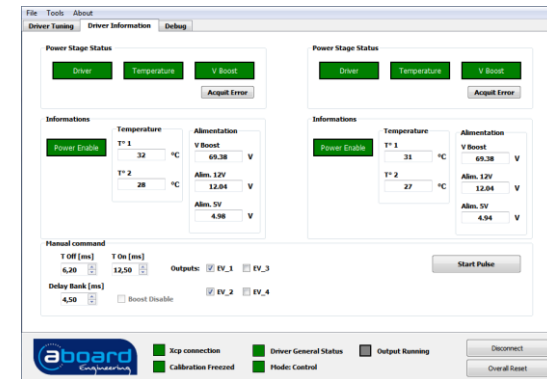 File Tools About
Driver Tuning Driver Information Debug
Power Stage Status
Driver Temperature V Boost
Acquit Error
Power Stage Status
Driver Temperature V Boost
Acquit Error
Informations
Power Enable
Temperature
T° 1
32 °C
T° 2
28 °C
Alimentation
V Boost
69.38 V
Alim. 12V
12.04 V
Alim. 5V
4.98 V
Informations
Power Enable
Temperature
T° 1
31 °C
T° 2
27 °C
Alimentation
V Boost
69.38 V
Alim. 12V
12.04 V
Alim. 5V
4.94 V
Manual command
T Off [ms] T On [ms]
6,20 12,50 Outputs: EV_1 EV_3
Delay Bank [ms]
4,50 Boost Disable EV_2 EV_4
Start Pulse
aboard
Engineering
Xcp connection Driver General Status Output Running
Calibration Freezed Mode: Control
Disconnect
Overall Reset